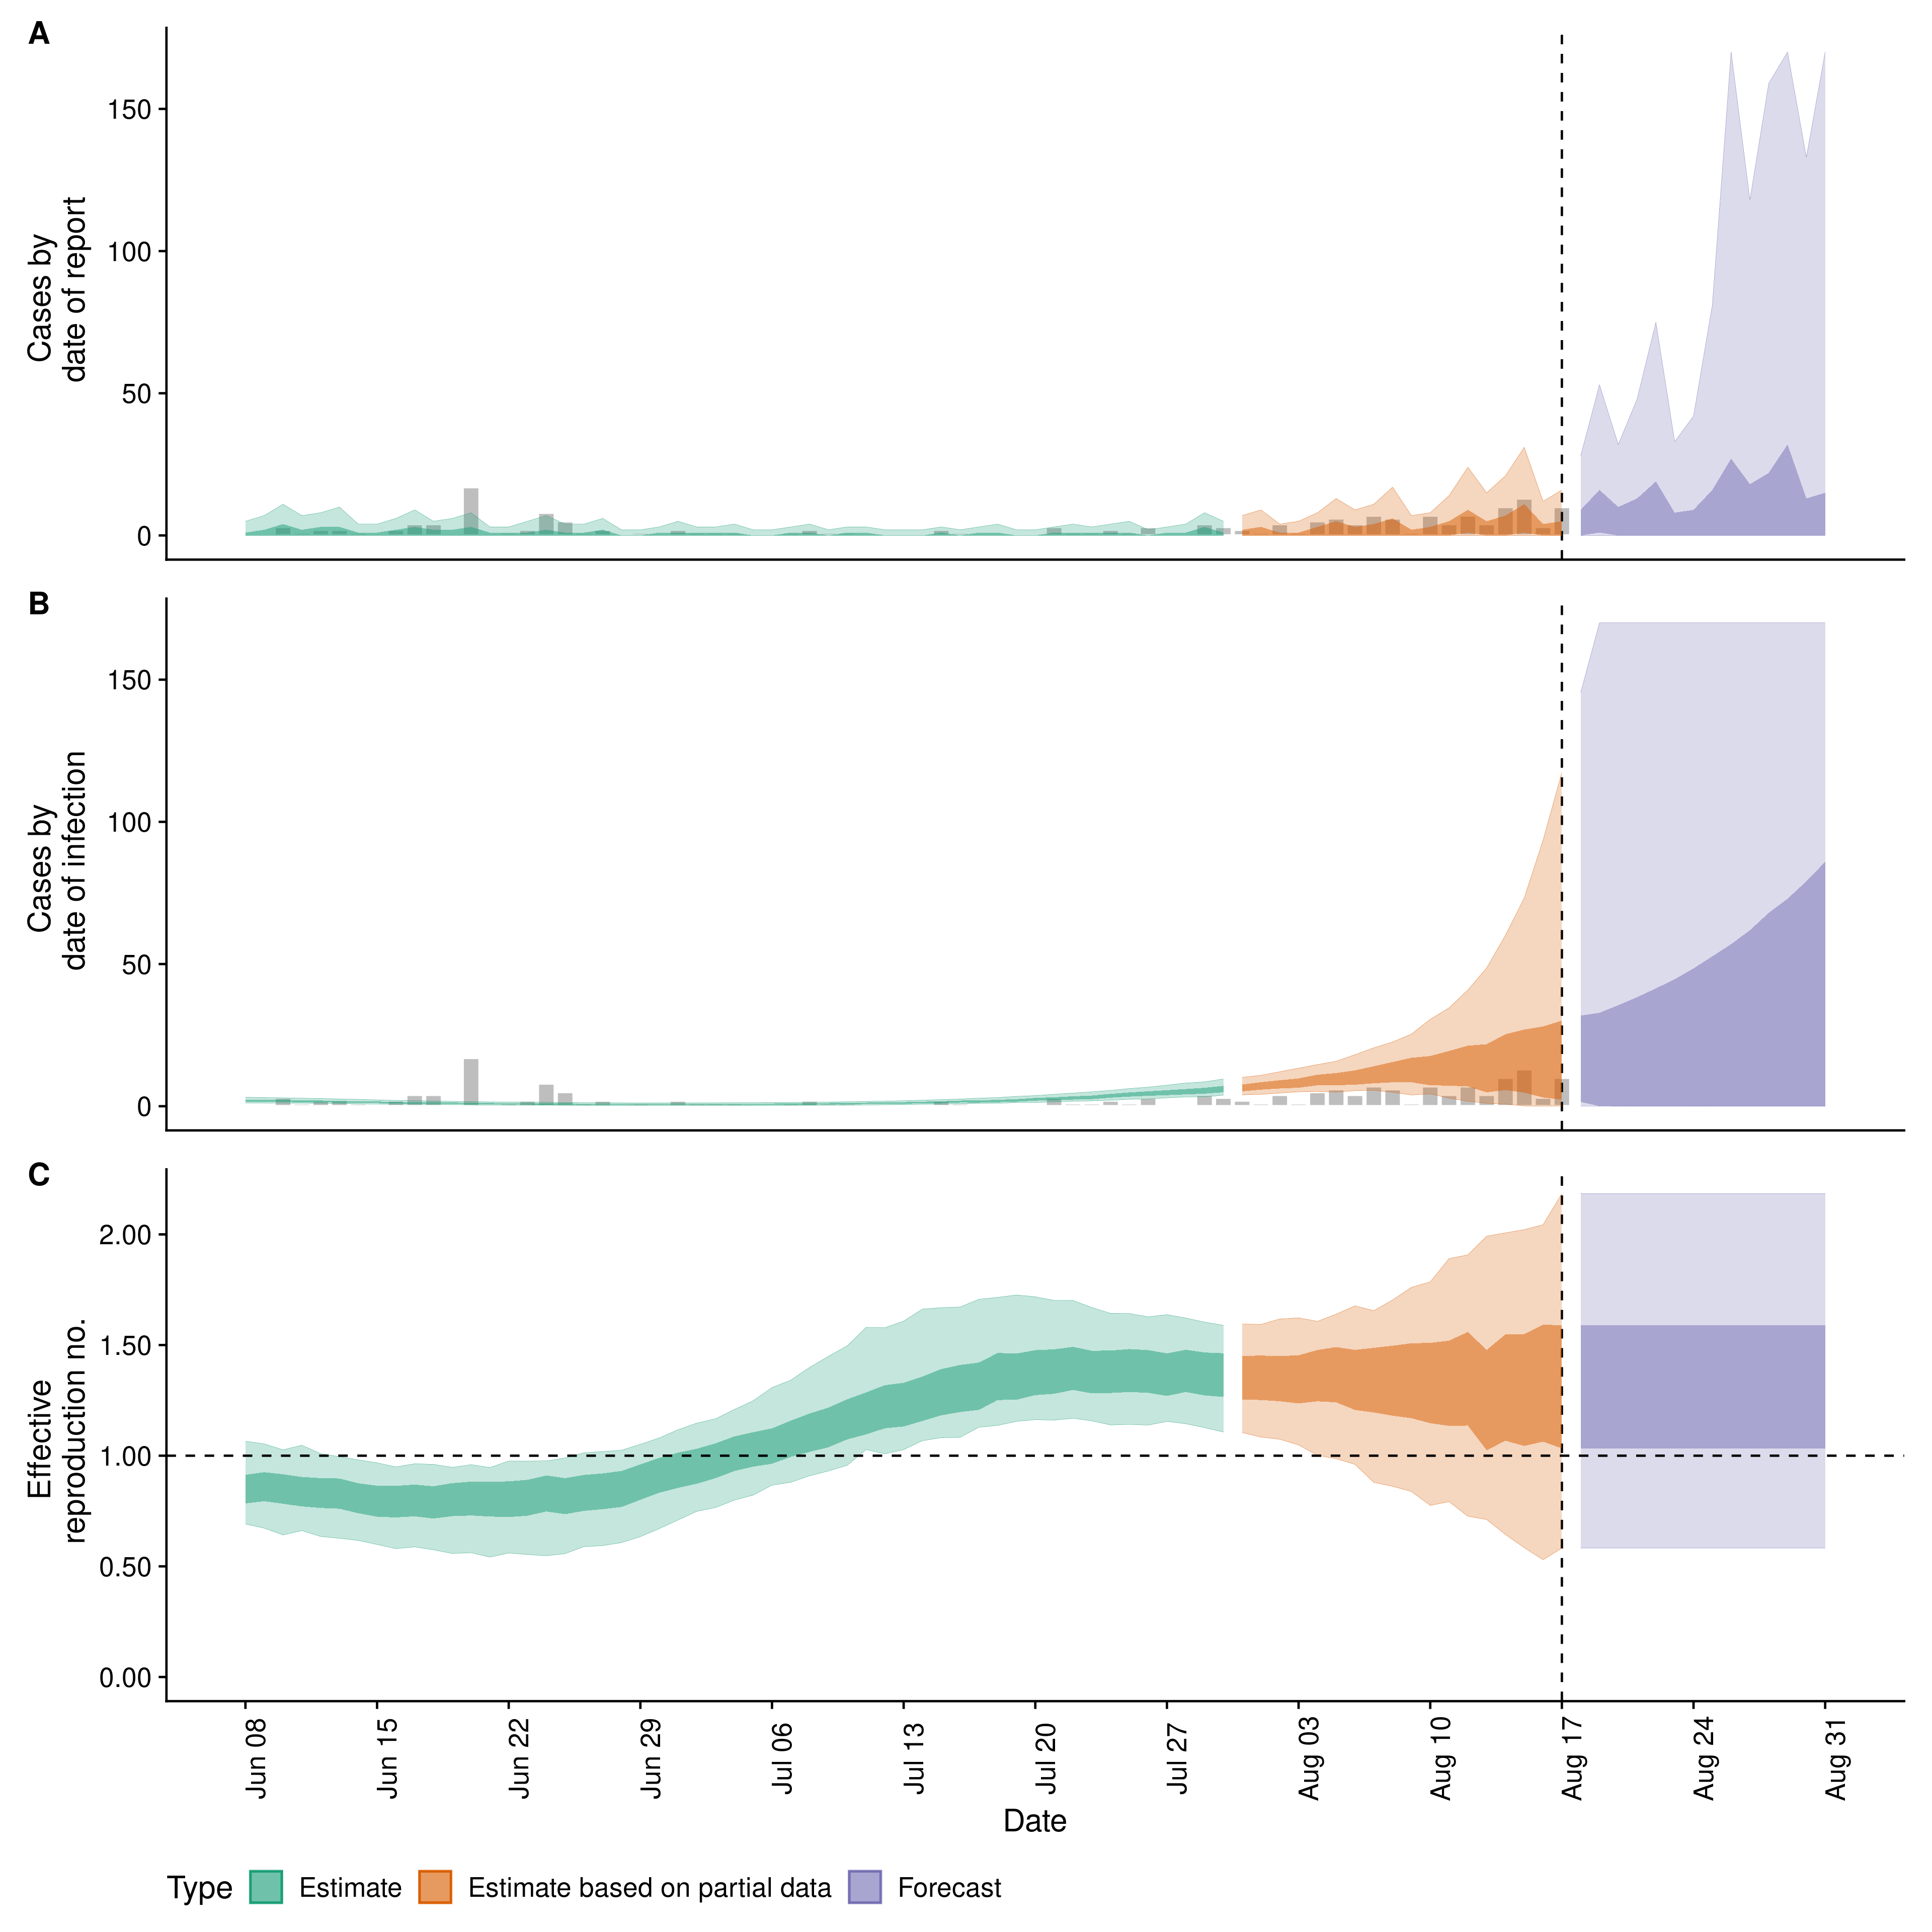 A
Cases by
date of report
150
100
50
0
B
Cases by
date of infection
150
100
50
0
C
Effective
reproduction no.
2.00
1.50
1.00
0.50
0.00
Jun 08
Jun 15
Jun 22
Jun 29
Jul 06
Jul 13
Jul 20
Jul 27
Aug 03
Aug 10
Aug 17
Aug 24
Aug 31
Date
Type Estimate Estimate based on partial data Forecast